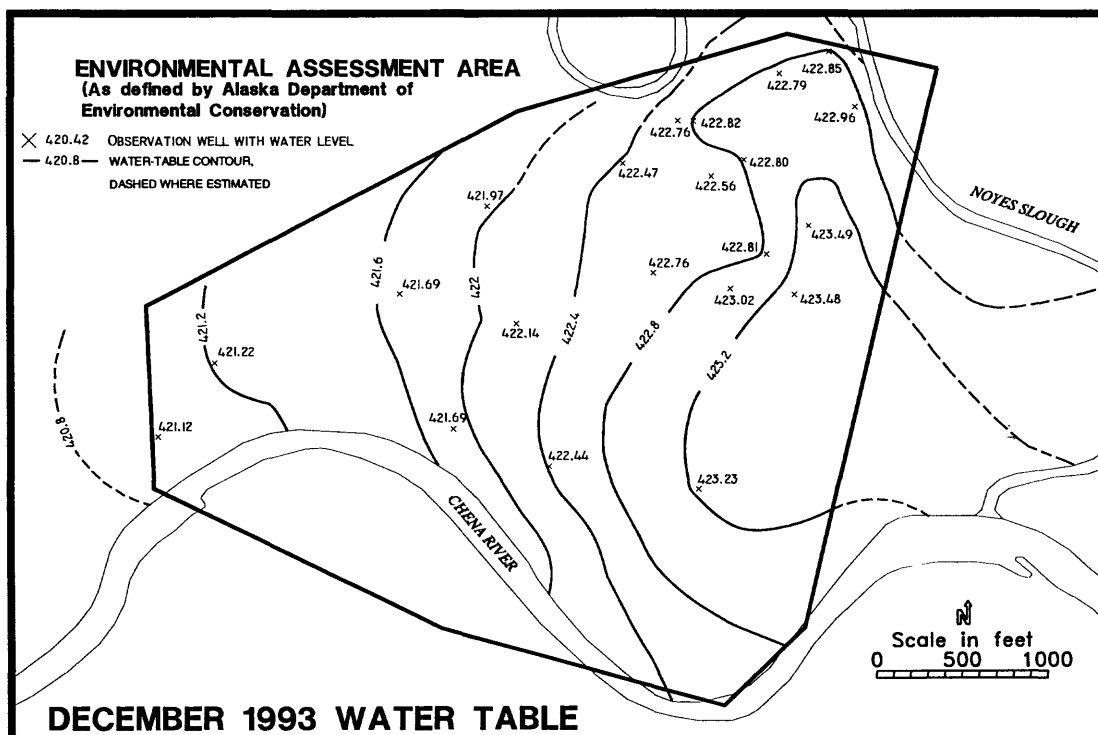 ENVIRONMENTAL ASSESSMENT AREA
(As defined by Alaska Department of
Environmental Conservation)
× 420.42 OBSERVATION WELL WITH WATER LEVEL
— 420.8 — WATER-TABLE CONTOUR,
DASHED WHERE ESTIMATED
422.85
422.79
422.96
422.76
422.82
422.80
422.47
422.56
421.97
NOYES SLOUGH
423.49
422.81
421.6
422
422.76
421.69
423.02
423.48
421.2
422.14
422.4
422.8
423.2
421.22
420.8
421.12
421.69
422.44
423.23
CHENA RIVER
N
Scale in feet
0 500 1000
DECEMBER 1993 WATER TABLE